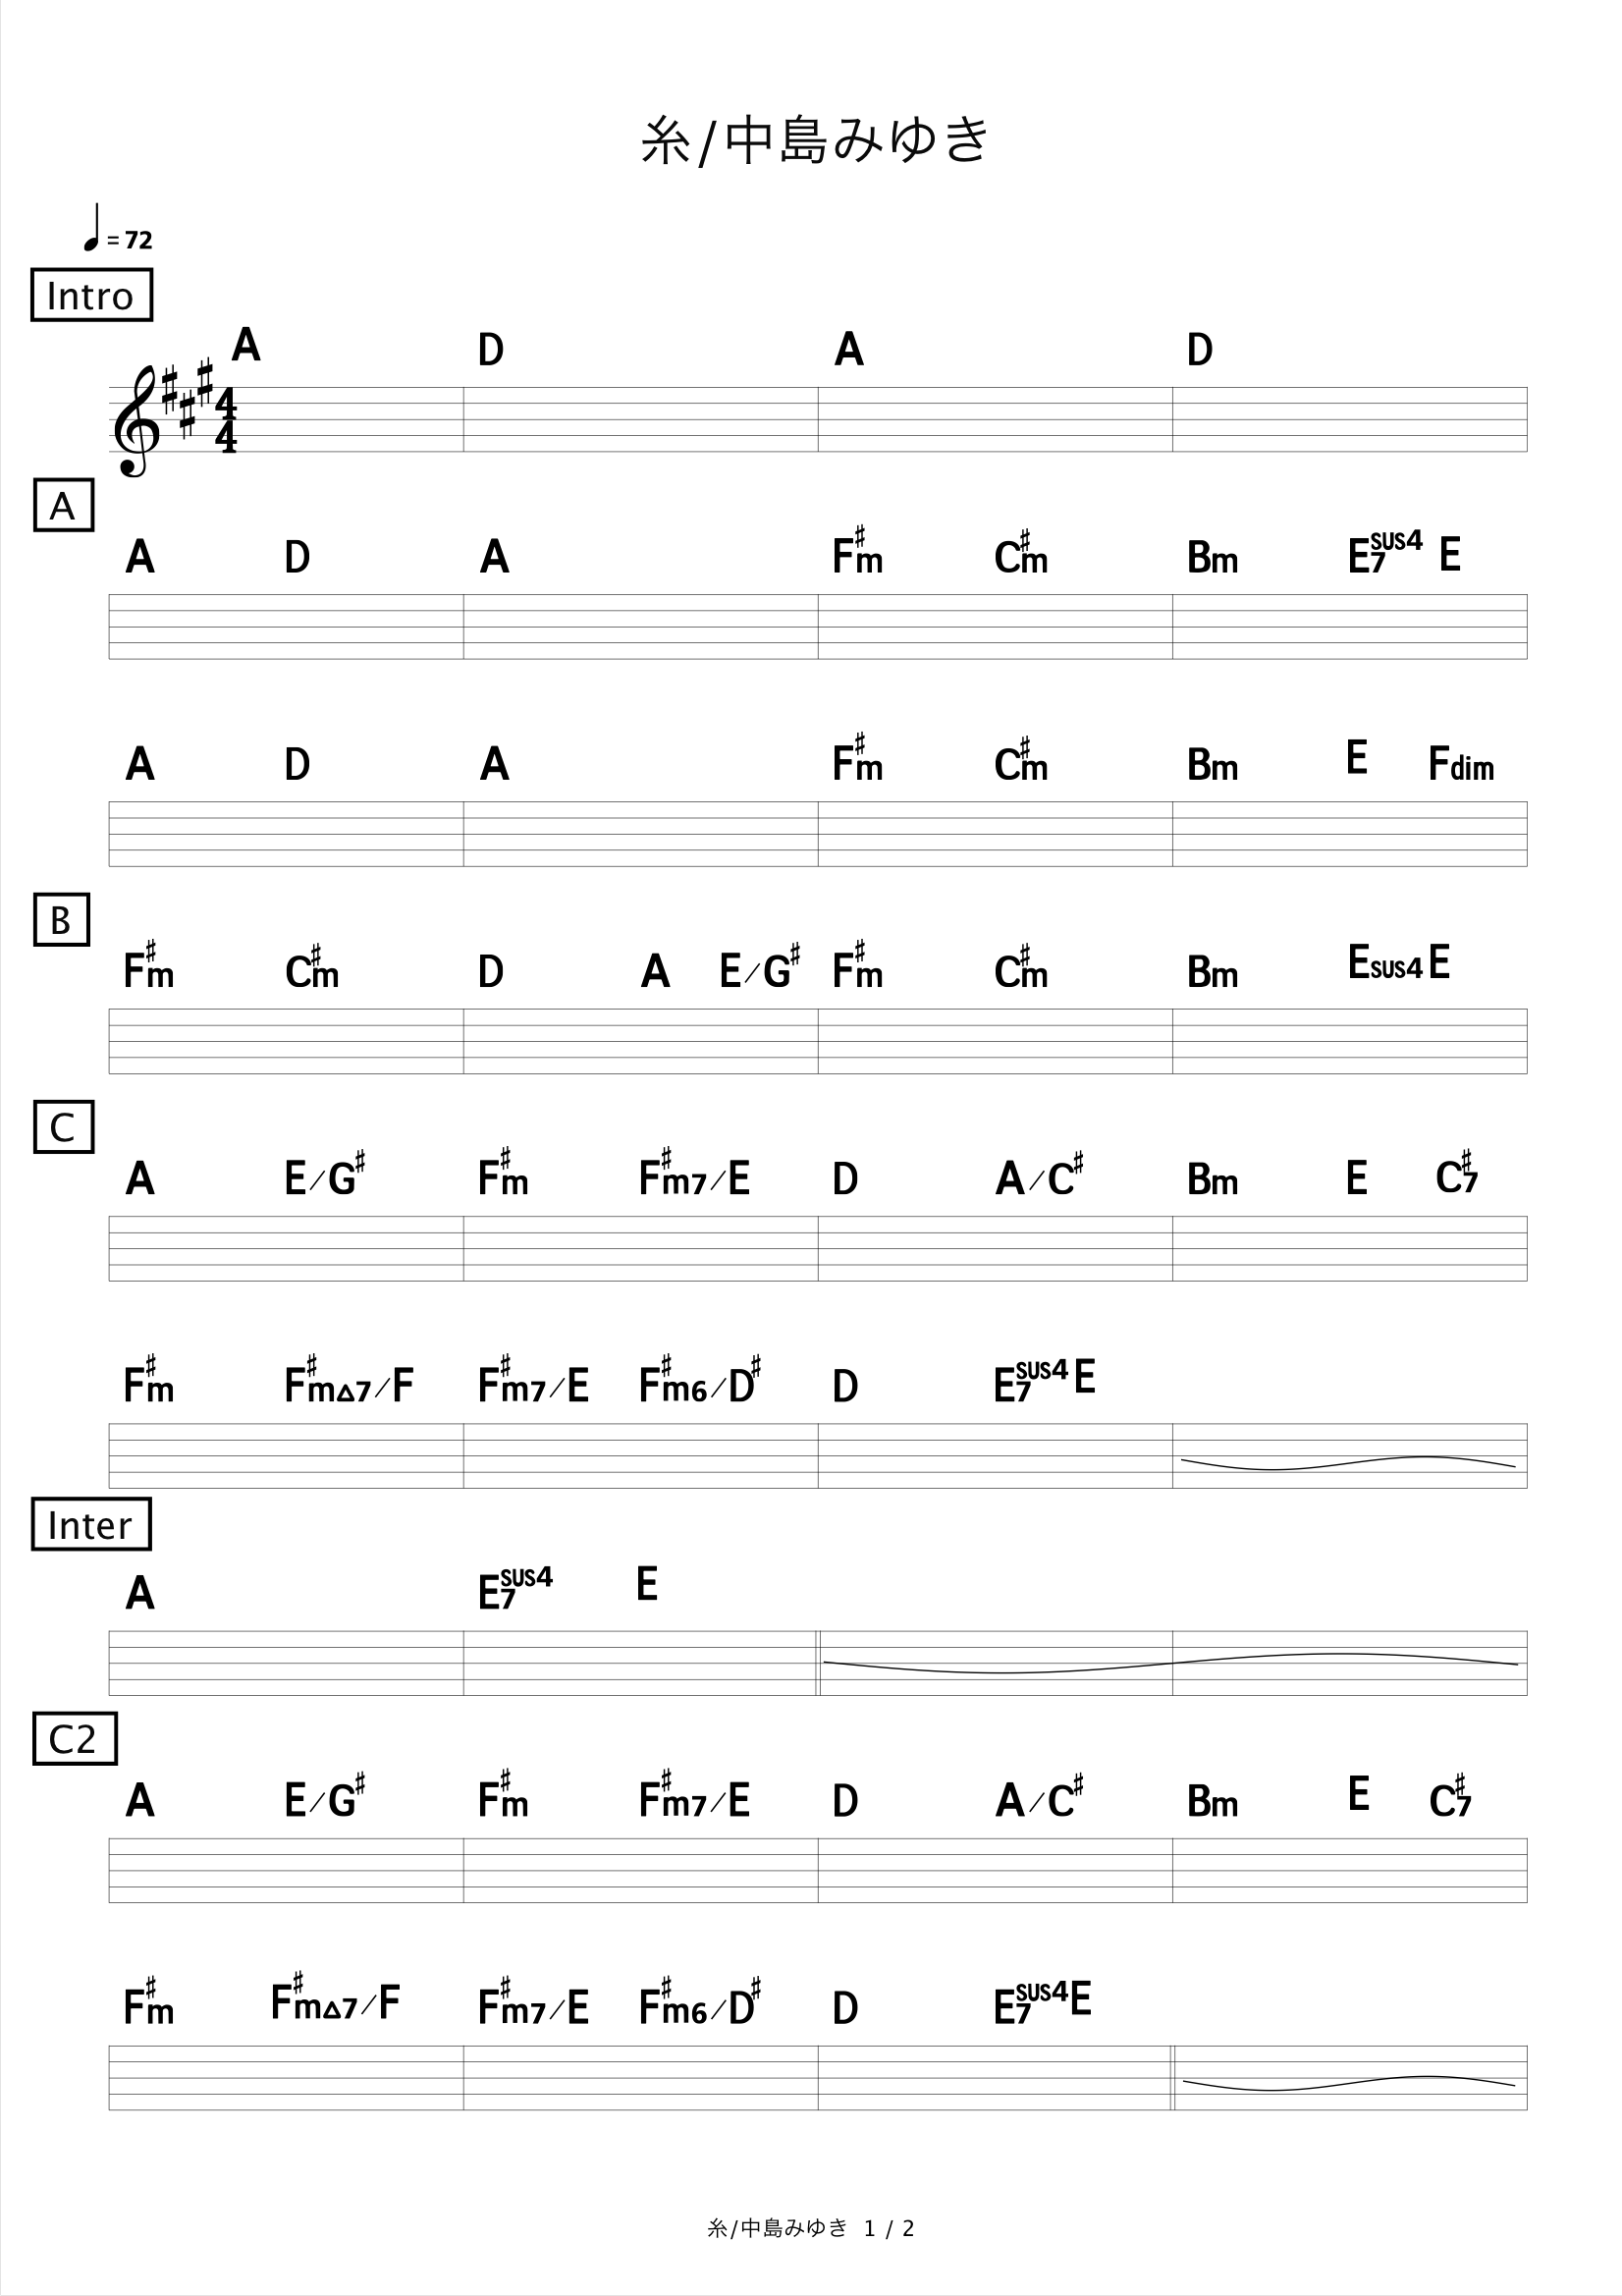 糸/中島みゆき
♩= 72
Intro
A D A D
4
4
A
A D A F#m C#m Bm E7sus4 E
A D A F#m C#m Bm E Fdim
B
F#m C#m D A E/G# F#m C#m Bm Esus4 E
C
A E/G# F#m F#m7/E D A/C# Bm E C#7
F#m F#m△7/F F#m7/E F#m6/D# D E7sus4 E
Inter
A E7sus4 E
C2
A E/G# F#m F#m7/E D A/C# Bm E C#7
F#m F#m△7/F F#m7/E F#m6/D# D E7sus4 E
糸/中島みゆき 1 / 2